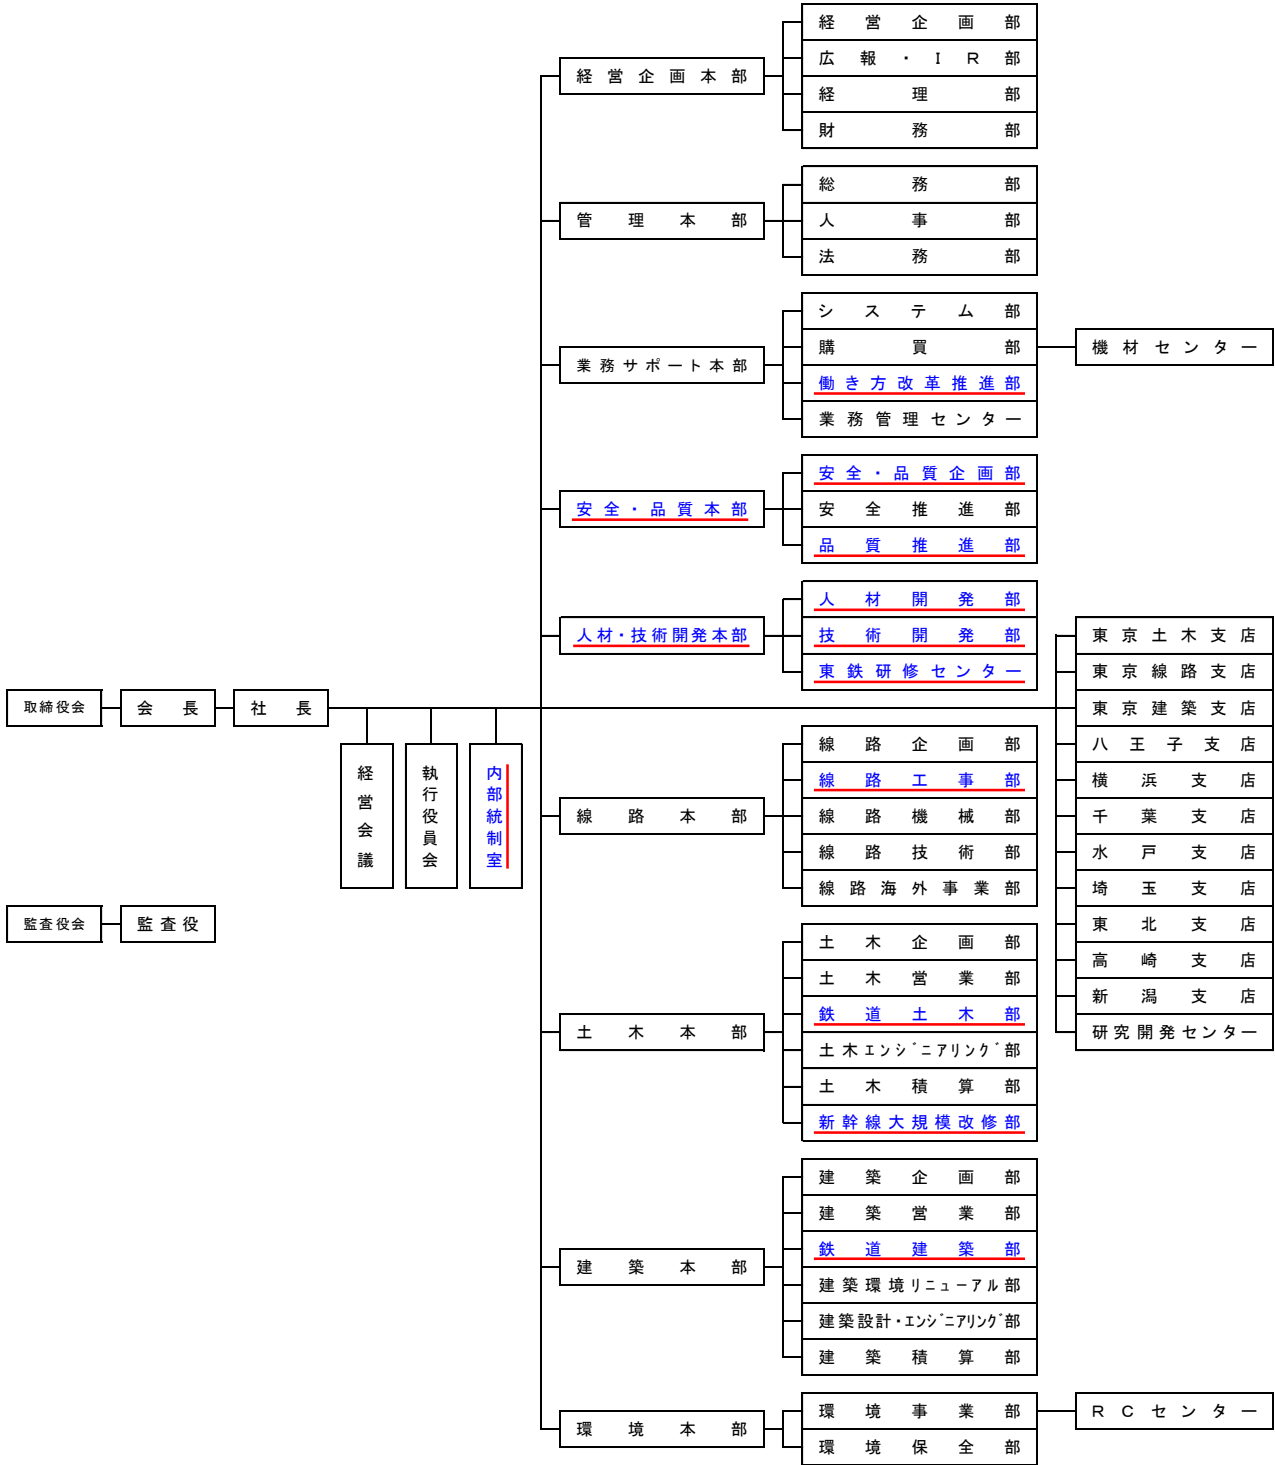 取締役会
会長
社長
経営会議
執行役員会
内部統制室
監査役会
監査役
経営企画本部
経営企画部
広報・ＩＲ部
経理部
財務部
管理本部
総務部
人事部
法務部
業務サポート本部
システム部
購買部
機材センター
働き方改革推進部
業務管理センター
安全・品質本部
安全・品質企画部
安全推進部
品質推進部
人材・技術開発本部
人材開発部
技術開発部
東鉄研修センター
線路本部
線路企画部
線路工事部
線路機械部
線路技術部
線路海外事業部
土木本部
土木企画部
土木営業部
鉄道土木部
土木ｴﾝｼﾞﾆｱﾘﾝｸﾞ部
土木積算部
新幹線大規模改修部
建築本部
建築企画部
建築営業部
鉄道建築部
建築環境ﾘﾆｭｰｱﾙ部
建築設計・ｴﾝｼﾞﾆｱﾘﾝｸﾞ部
建築積算部
環境本部
環境事業部
ＲＣセンター
環境保全部
東京土木支店
東京線路支店
東京建築支店
八王子支店
横浜支店
千葉支店
水戸支店
埼玉支店
東北支店
高崎支店
新潟支店
研究開発センター